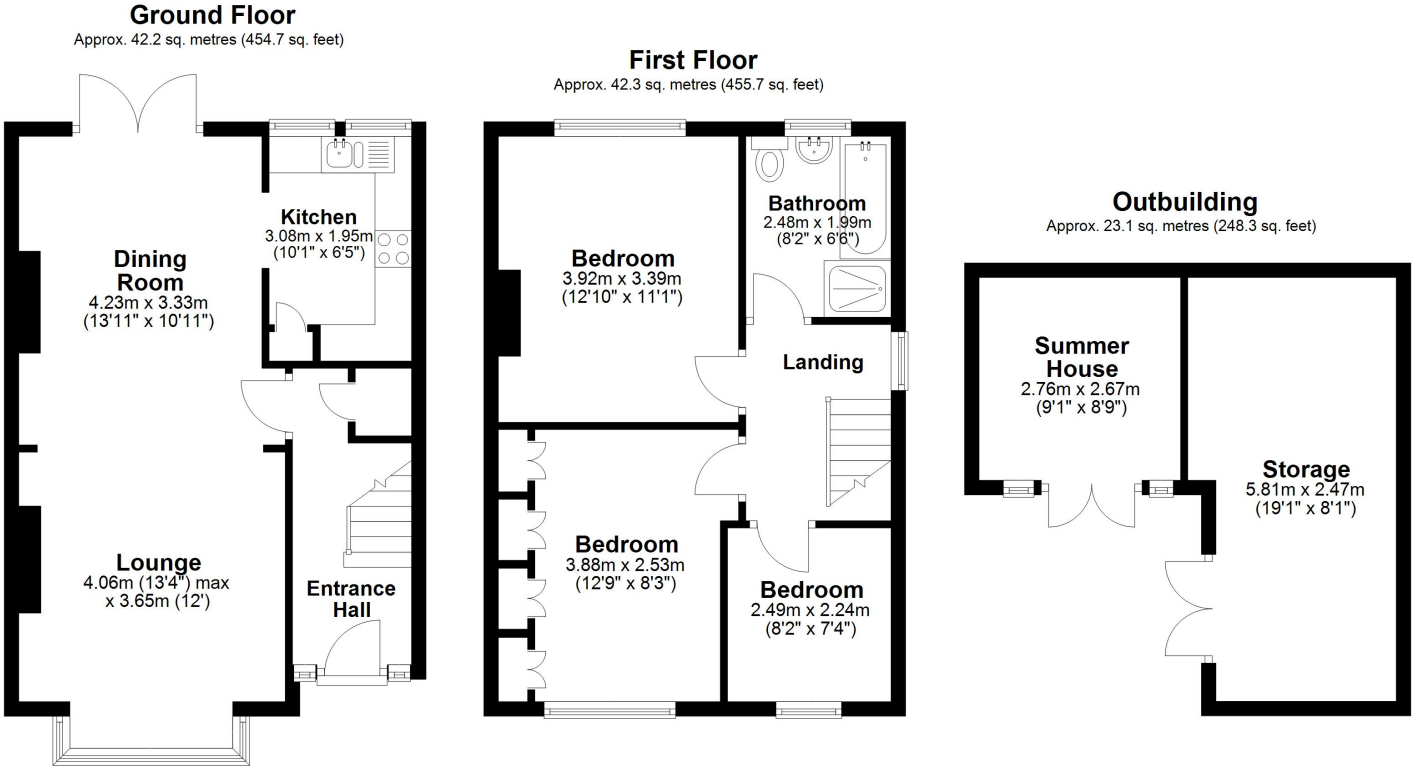 Ground Floor
Approx. 42.2 sq. metres (454.7 sq. feet)
Dining
Room
4.23m x 3.33m
(13'11" x 10'11")
Kitchen
3.08m x 1.95m
(10'1" x 6'5")
Lounge
4.06m (13'4") max
x 3.65m (12')
Entrance
Hall
First Floor
Approx. 42.3 sq. metres (455.7 sq. feet)
Bedroom
3.92m x 3.39m
(12'10" x 11'1")
Bathroom
2.48m x 1.99m
(8'2" x 6'6")
Landing
Bedroom
3.88m x 2.53m
(12'9" x 8'3")
Bedroom
2.49m x 2.24m
(8'2" x 7'4")
Outbuilding
Approx. 23.1 sq. metres (248.3 sq. feet)
Summer
House
2.76m x 2.67m
(9'1" x 8'9")
Storage
5.81m x 2.47m
(19'1" x 8'1")